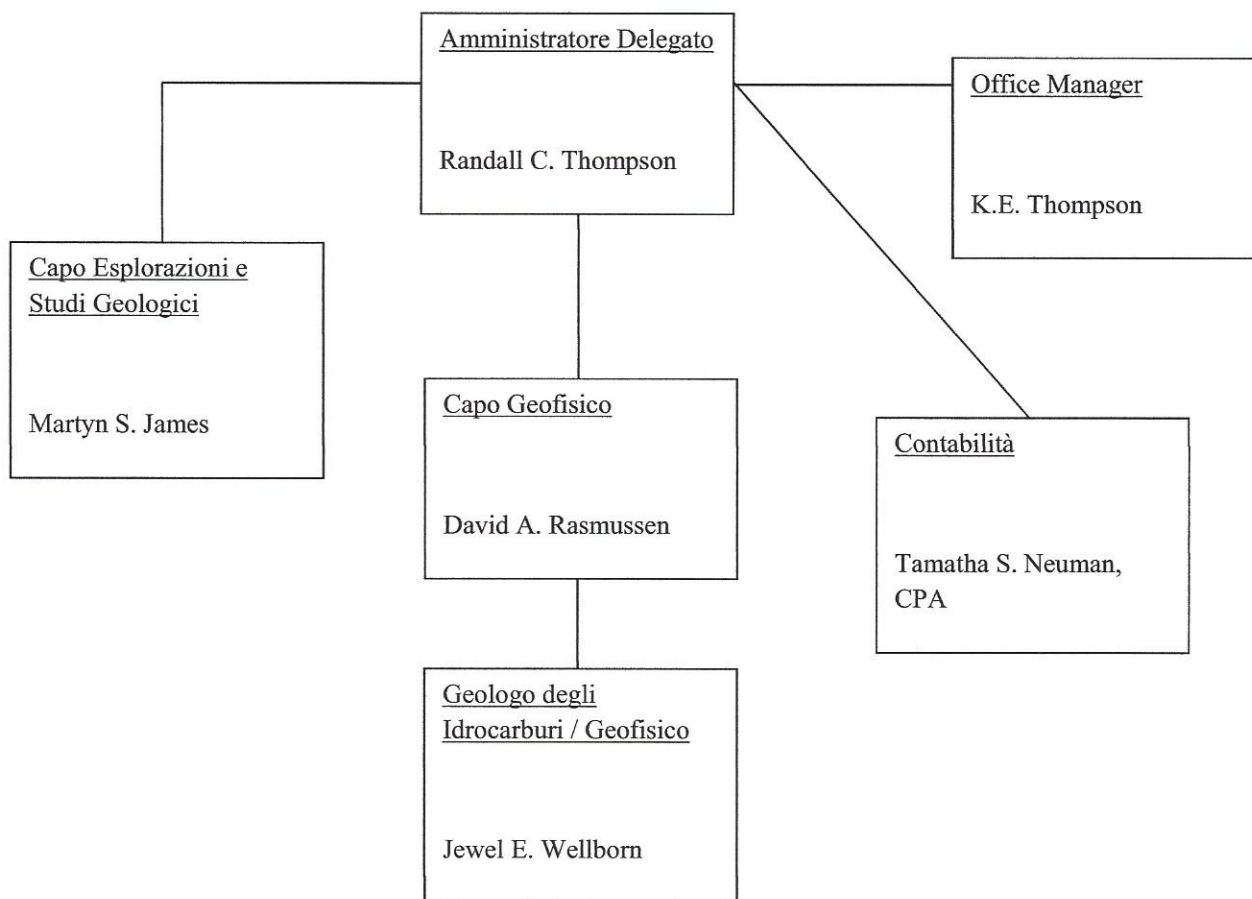 Amministratore Delegato
Randall C. Thompson
Office Manager
K.E. Thompson
Capo Esplorazioni e
Studi Geologici
Martyn S. James
Capo Geofisico
David A. Rasmussen
Contabilità
Tamatha S. Neuman,
CPA
Geologo degli
Idrocarburi / Geofisico
Jewel E. Wellborn